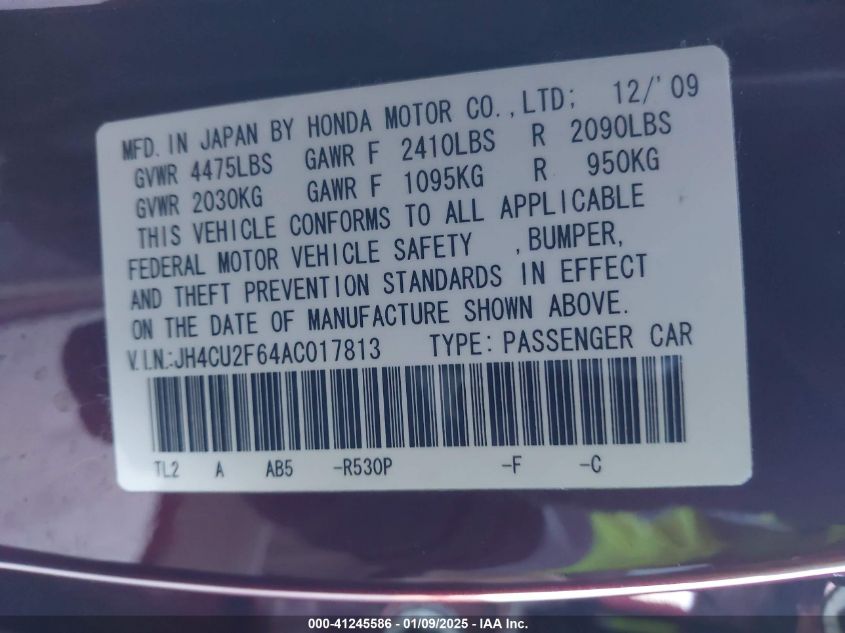 MFD. IN JAPAN BY HONDA MOTOR CO.,LTD; 12/'09
GVWR 4475LBS GAWR F 2410LBS R 2090LBS
GVWR 2030KG GAWR F 1095KG R 950KG
THIS VEHICLE CONFORMS TO ALL APPLICABLE
FEDERAL MOTOR VEHICLE SAFETY ,BUMPER,
AND THEFT PREVENTION STANDARDS IN EFFECT
ON THE DATE OF MANUFACTURE SHOWN ABOVE.
V.I.N.:JH4CU2F64AC017813 TYPE: PASSENGER CAR
TL2 A AB5 -R530P -F -C
000-41245586 - 01/09/2025 - IAA Inc.